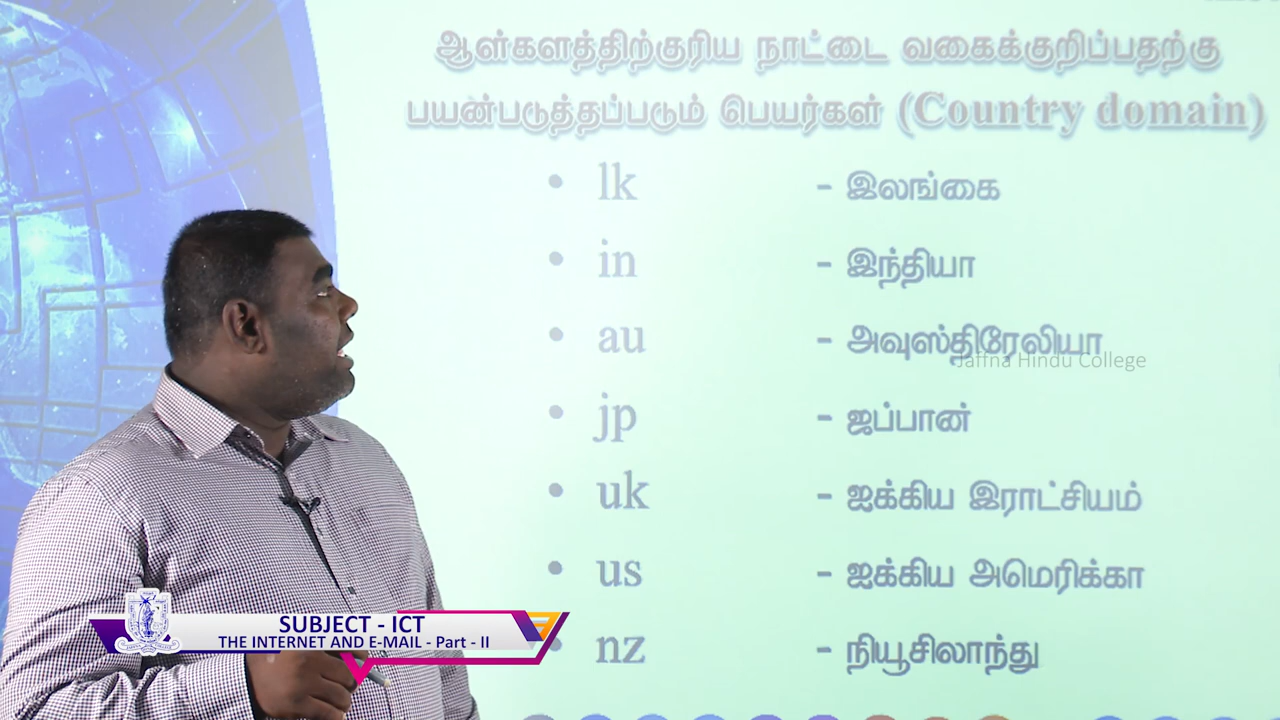 ஆள்களத்திற்குரிய நாட்டை வகைக்குறிப்பதற்கு
பயன்படுத்தப்படும் பெயர்கள் (Country domain)
• lk - இலங்கை
• in - இந்தியா
• au - அவுஸ்திரேலியா
Jaffna Hindu College
• jp - ஜப்பான்
• uk - ஐக்கிய இராட்சியம்
• us - ஐக்கிய அமெரிக்கா
• nz - நியூசிலாந்து
SUBJECT - ICT
THE INTERNET AND E-MAIL - Part - II